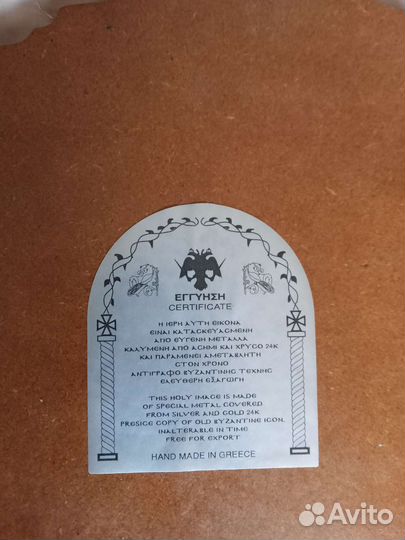 ΕΓΓΥΗΣΗ
CERTIFICATE
Η ΙΕΡΗ ΑΥΤΗ ΕΙΚΟΝΑ
ΕΙΝΑΙ ΚΑΤΑΣΚΕΥΑΣΜΕΝΗ
ΑΠΟ ΕΥΓΕΝΗ ΜΕΤΑΛΛΑ
ΚΑΛΥΜΕΝΗ ΑΠΟ ΑΣΗΜΙ ΚΑΙ ΧΡΥΣΟ 24Κ
ΚΑΙ ΠΑΡΑΜΕΝΕΙ ΑΜΕΤΑΒΛΗΤΗ
ΣΤΟΝ ΧΡΟΝΟ
ΑΝΤΙΓΡΑΦΟ ΒΥΖΑΝΤΙΝΗΣ ΤΕΧΝΗΣ
ΕΛΕΥΘΕΡΗ ΕΞΑΓΩΓΗ
THIS HOLY IMAGE IS MADE
OF SPECIAL METAL COVERED
FROM SILVER AND GOLD 24K
PRESICE COPY OF OLD BYZANTINE ICON.
INALTERABLE IN TIME
FREE FOR EXPORT
HAND MADE IN GREECE
Avito